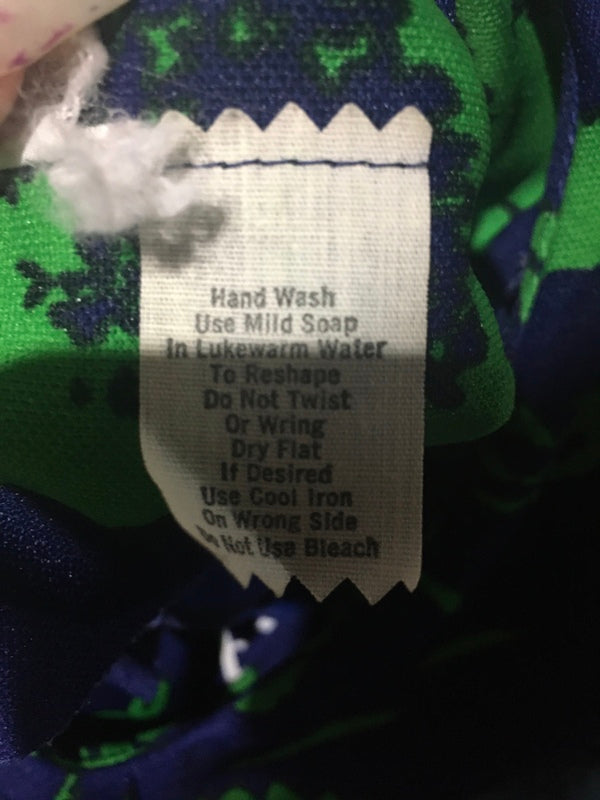 Hand Wash
Use Mild Soap
In Lukewarm Water
To Reshape
Do Not Twist
Or Wring
Dry Flat
If Desired
Use Cool Iron
On Wrong Side
Do Not Use Bleach